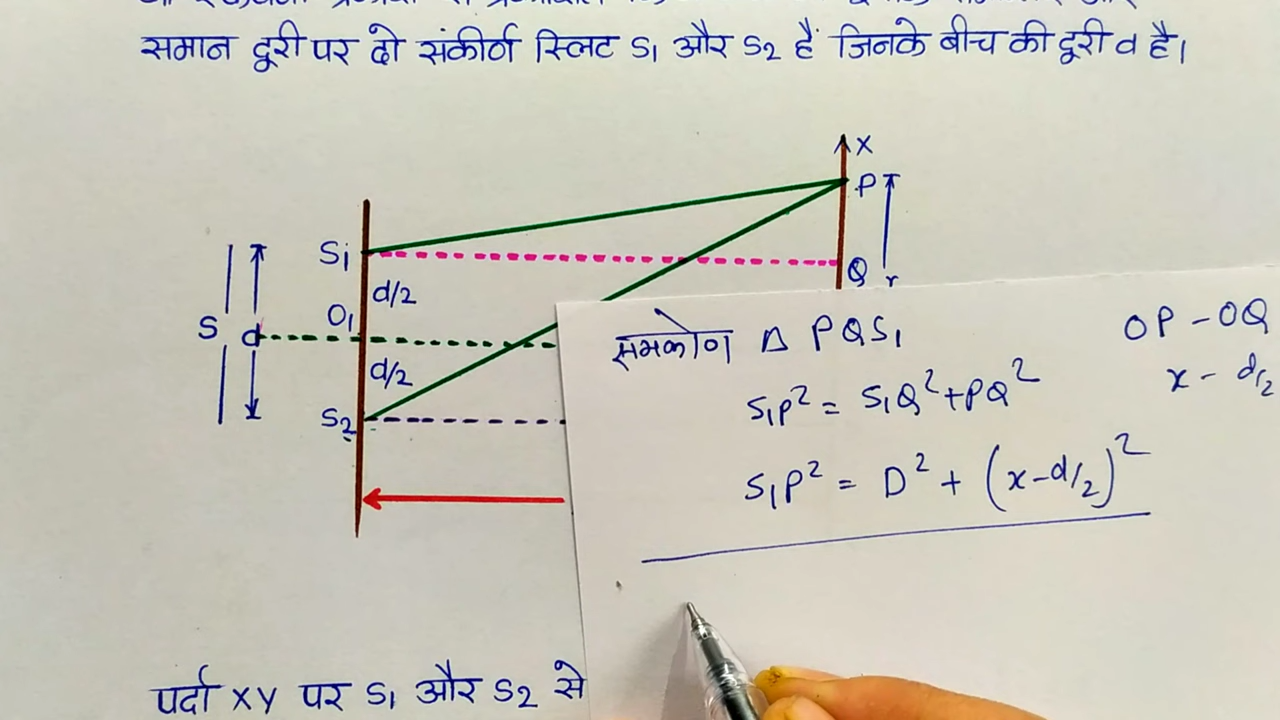 समान दूरी पर दो संकीर्ण स्लिट S₁ और S₂ हैं जिनके बीच की दूरी d है।
X
P
S₁
Q
d/2
S d
O₁
d/2
S₂
समकोण Δ PQS₁
OP - OQ
x - d/2
S₁P² = S₁Q² + PQ²
S₁P² = D² + (x - d/2)²
पर्दा XY पर S₁ और S₂ से